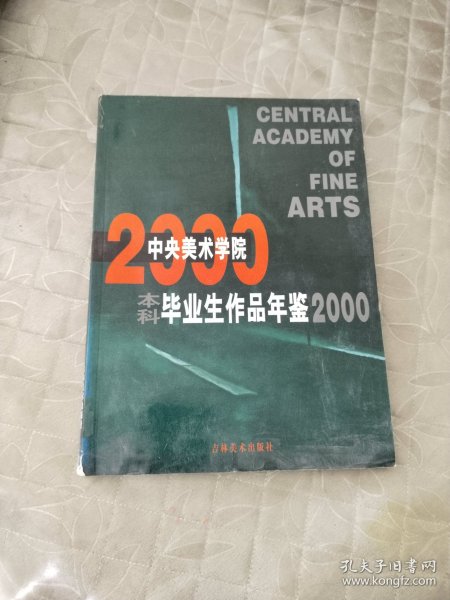 CENTRAL
ACADEMY
OF
FINE
ARTS
2000
中央美术学院
本科
毕业生作品年鉴2000
吉林美术出版社
孔夫子旧书网
www.kongfz.com